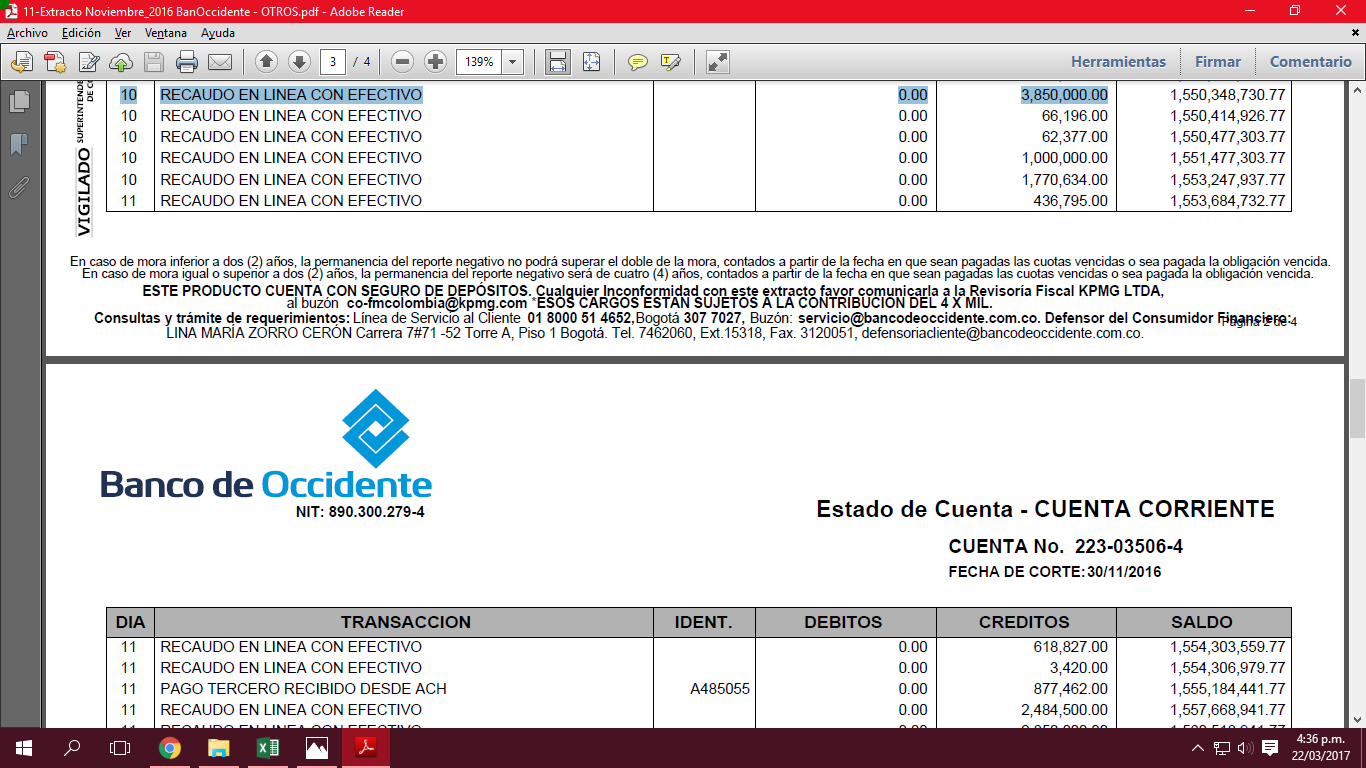 11-Extracto Noviembre_2016 BanOccidente - OTROS.pdf - Adobe Reader
Archivo Edición Ver Ventana Ayuda
3 / 4 139% Herramientas Firmar Comentario
VIGILADO SUPERINTENDE
DE CO
10 RECAUDO EN LINEA CON EFECTIVO 0.00 3,850,000.00 1,550,348,730.77
10 RECAUDO EN LINEA CON EFECTIVO 0.00 66,196.00 1,550,414,926.77
10 RECAUDO EN LINEA CON EFECTIVO 0.00 62,377.00 1,550,477,303.77
10 RECAUDO EN LINEA CON EFECTIVO 0.00 1,000,000.00 1,551,477,303.77
10 RECAUDO EN LINEA CON EFECTIVO 0.00 1,770,634.00 1,553,247,937.77
11 RECAUDO EN LINEA CON EFECTIVO 0.00 436,795.00 1,553,684,732.77
En caso de mora inferior a dos (2) años, la permanencia del reporte negativo no podrá superar el doble de la mora, contados a partir de la fecha en que sean pagadas las cuotas vencidas o sea pagada la obligación vencida.
En caso de mora igual o superior a dos (2) años, la permanencia del reporte negativo será de cuatro (4) años, contados a partir de la fecha en que sean pagadas las cuotas vencidas o sea pagada la obligación vencida.
ESTE PRODUCTO CUENTA CON SEGURO DE DEPÓSITOS. Cualquier Inconformidad con este extracto favor comunicarla a la Revisoría Fiscal KPMG LTDA,
al buzón co-fmcolombia@kpmg.com *ESOS CARGOS ESTAN SUJETOS A LA CONTRIBUCION DEL 4 X MIL.
Consultas y trámite de requerimientos: Línea de Servicio al Cliente 01 8000 51 4652,Bogotá 307 7027, Buzón: servicio@bancodeoccidente.com.co. Defensor del Consumidor Financiero:
Página 2 de 4
LINA MARÍA ZORRO CERÓN Carrera 7#71 -52 Torre A, Piso 1 Bogotá. Tel. 7462060, Ext.15318, Fax. 3120051, defensoriacliente@bancodeoccidente.com.co.
Banco de Occidente
NIT: 890.300.279-4
Estado de Cuenta - CUENTA CORRIENTE
CUENTA No. 223-03506-4
FECHA DE CORTE:30/11/2016
DIA TRANSACCION IDENT. DEBITOS CREDITOS SALDO
11 RECAUDO EN LINEA CON EFECTIVO 0.00 618,827.00 1,554,303,559.77
11 RECAUDO EN LINEA CON EFECTIVO 0.00 3,420.00 1,554,306,979.77
11 PAGO TERCERO RECIBIDO DESDE ACH A485055 0.00 877,462.00 1,555,184,441.77
11 RECAUDO EN LINEA CON EFECTIVO 0.00 2,484,500.00 1,557,668,941.77
11 RECAUDO EN LINEA CON EFECTIVO 0.00
4:36 p.m.
22/03/2017